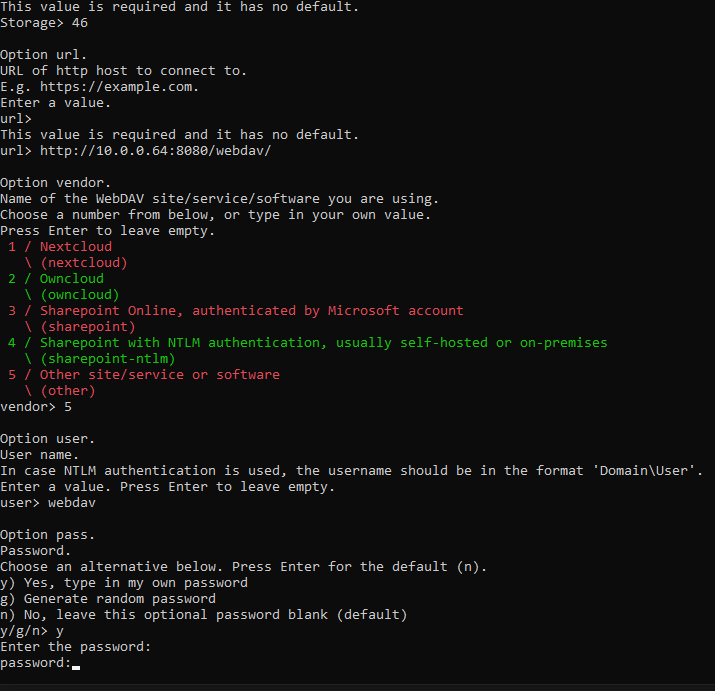 This value is required and it has no default.
Storage> 46
Option url.
URL of http host to connect to.
E.g. https://example.com.
Enter a value.
url>
This value is required and it has no default.
url> http://10.0.0.64:8080/webdav/
Option vendor.
Name of the WebDAV site/service/software you are using.
Choose a number from below, or type in your own value.
Press Enter to leave empty.
1 / Nextcloud
\ (nextcloud)
2 / Owncloud
\ (owncloud)
3 / Sharepoint Online, authenticated by Microsoft account
\ (sharepoint)
4 / Sharepoint with NTLM authentication, usually self-hosted or on-premises
\ (sharepoint-ntlm)
5 / Other site/service or software
\ (other)
vendor> 5
Option user.
User name.
In case NTLM authentication is used, the username should be in the format 'Domain\User'.
Enter a value. Press Enter to leave empty.
user> webdav
Option pass.
Password.
Choose an alternative below. Press Enter for the default (n).
y) Yes, type in my own password
g) Generate random password
n) No, leave this optional password blank (default)
y/g/n> y
Enter the password:
password: